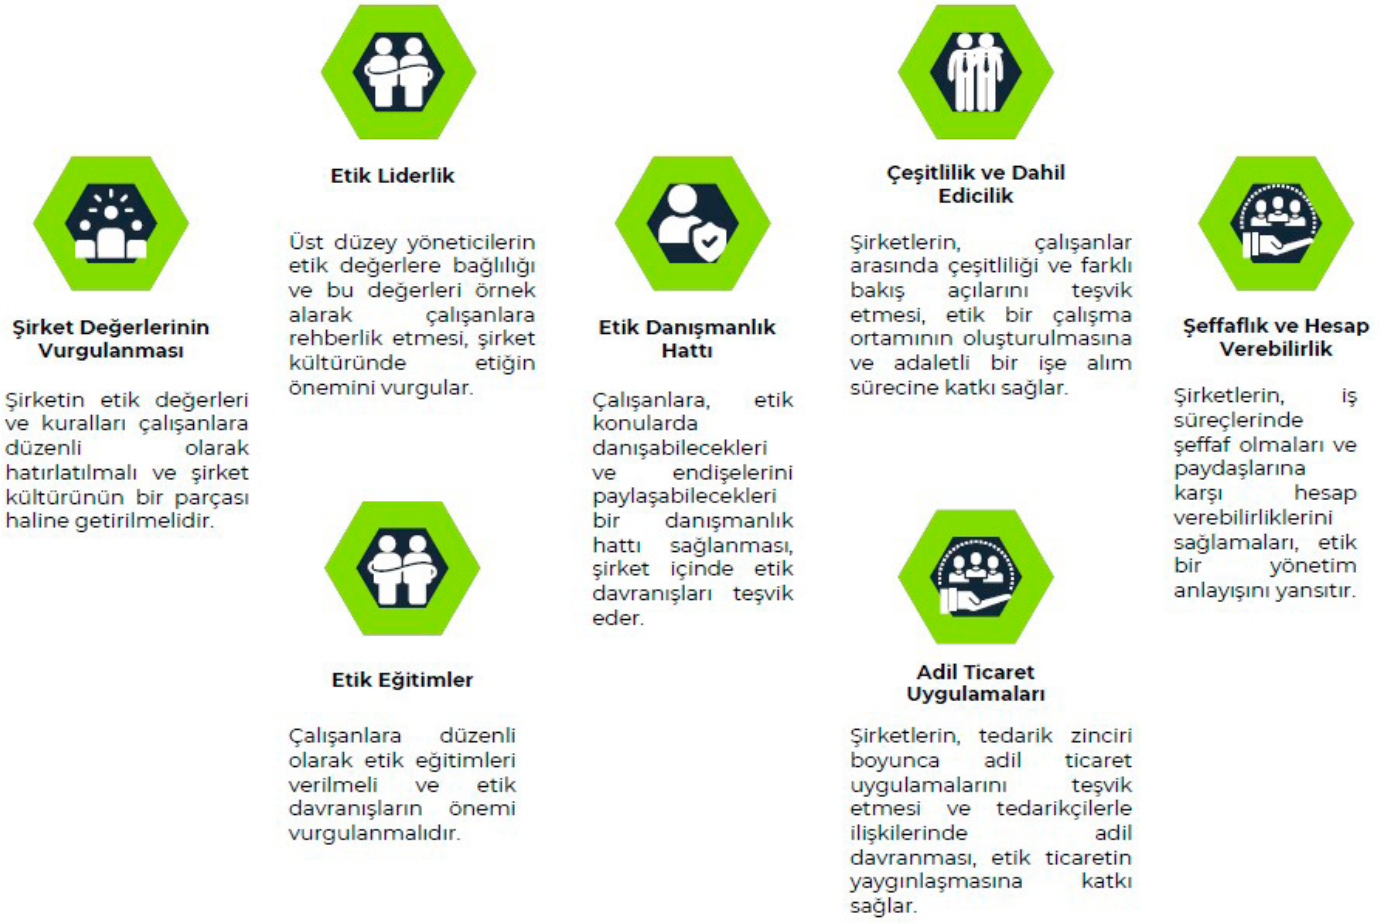 Şirket Değerlerinin
Vurgulanması
Şirketin etik değerleri
ve kuralları çalışanlara
düzenli olarak
hatırlatılmalı ve şirket
kültürünün bir parçası
haline getirilmelidir.
Etik Liderlik
Üst düzey yöneticilerin
etik değerlere bağlılığı
ve bu değerleri örnek
alarak çalışanlara
rehberlik etmesi, şirket
kültüründe etiğin
önemini vurgular.
Etik Eğitimler
Çalışanlara düzenli
olarak etik eğitimleri
verilmeli ve etik
davranışların önemi
vurgulanmalıdır.
Etik Danışmanlık
Hattı
Çalışanlara, etik
konularda
danışabilecekleri
ve endişelerini
paylaşabilecekleri
bir danışmanlık
hattı sağlanması,
şirket içinde etik
davranışları teşvik
eder.
Çeşitlilik ve Dahil
Edicilik
Şirketlerin, çalışanlar
arasında çeşitliliği ve farklı
bakış açılarını teşvik
etmesi, etik bir çalışma
ortamının oluşturulmasına
ve adaletli bir işe alım
sürecine katkı sağlar.
Adil Ticaret
Uygulamaları
Şirketlerin, tedarik zinciri
boyunca adil ticaret
uygulamalarını teşvik
etmesi ve tedarikçilerle
ilişkilerinde adil
davranması, etik ticaretin
yaygınlaşmasına katkı
sağlar.
Şeffaflık ve Hesap
Verebilirlik
Şirketlerin, iş
süreçlerinde
şeffaf olmaları ve
paydaşlarına
karşı hesap
verebilirliklerini
sağlamaları, etik
bir yönetim
anlayışını yansıtır.